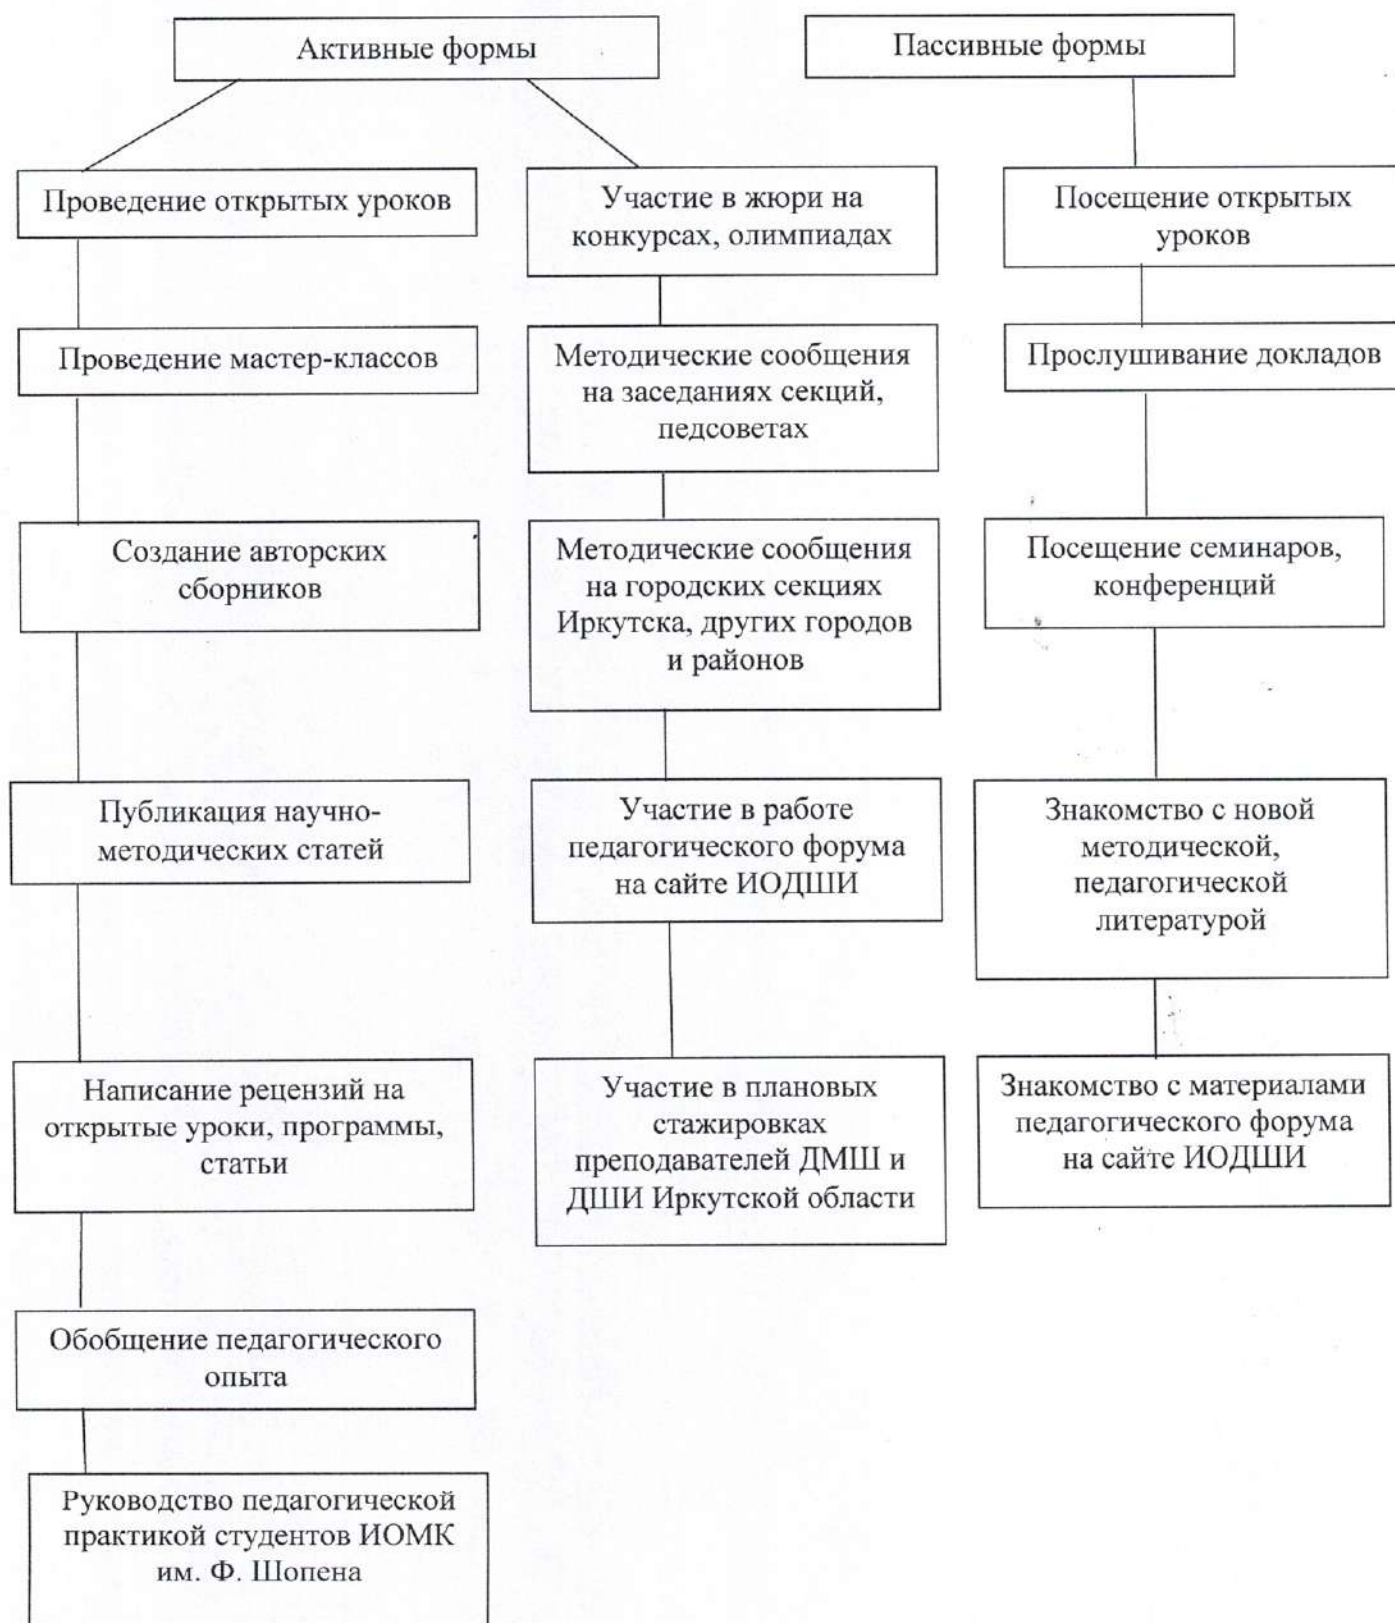 Активные формы
Пассивные формы
Проведение открытых уроков
Проведение мастер-классов
Создание авторских
сборников
Публикация научно-
методических статей
Написание рецензий на
открытые уроки, программы,
статьи
Обобщение педагогического
опыта
Руководство педагогической
практикой студентов ИОМК
им. Ф. Шопена
Участие в жюри на
конкурсах, олимпиадах
Методические сообщения
на заседаниях секций,
педсоветах
Методические сообщения
на городских секциях
Иркутска, других городов
и районов
Участие в работе
педагогического форума
на сайте ИОДШИ
Участие в плановых
стажировках
преподавателей ДМШ и
ДШИ Иркутской области
Посещение открытых
уроков
Прослушивание докладов
Посещение семинаров,
конференций
Знакомство с новой
методической,
педагогической
литературой
Знакомство с материалами
педагогического форума
на сайте ИОДШИ